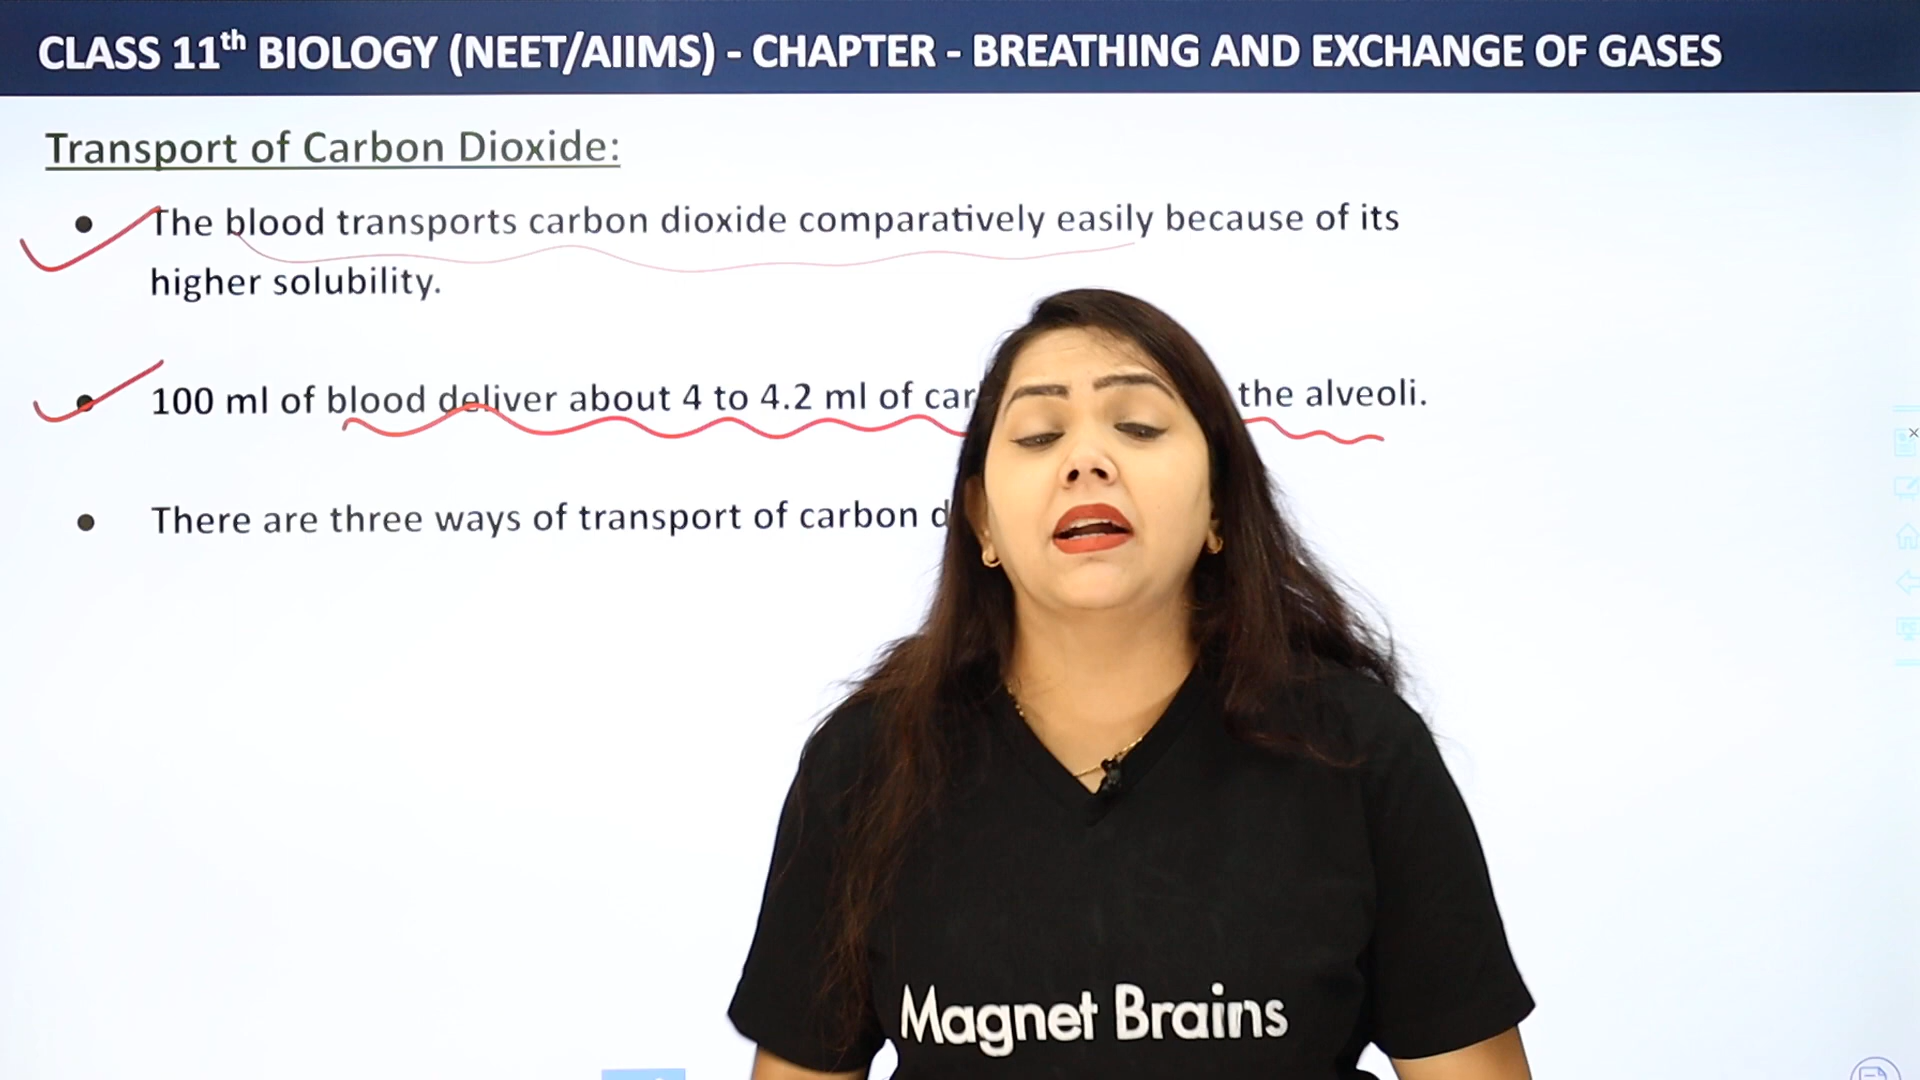 CLASS 11th BIOLOGY (NEET/AIIMS) - CHAPTER - BREATHING AND EXCHANGE OF GASES
Transport of Carbon Dioxide:
• The blood transports carbon dioxide comparatively easily because of its
higher solubility.
• 100 ml of blood deliver about 4 to 4.2 ml of car the alveoli.
• There are three ways of transport of carbon d
Magnet Brains